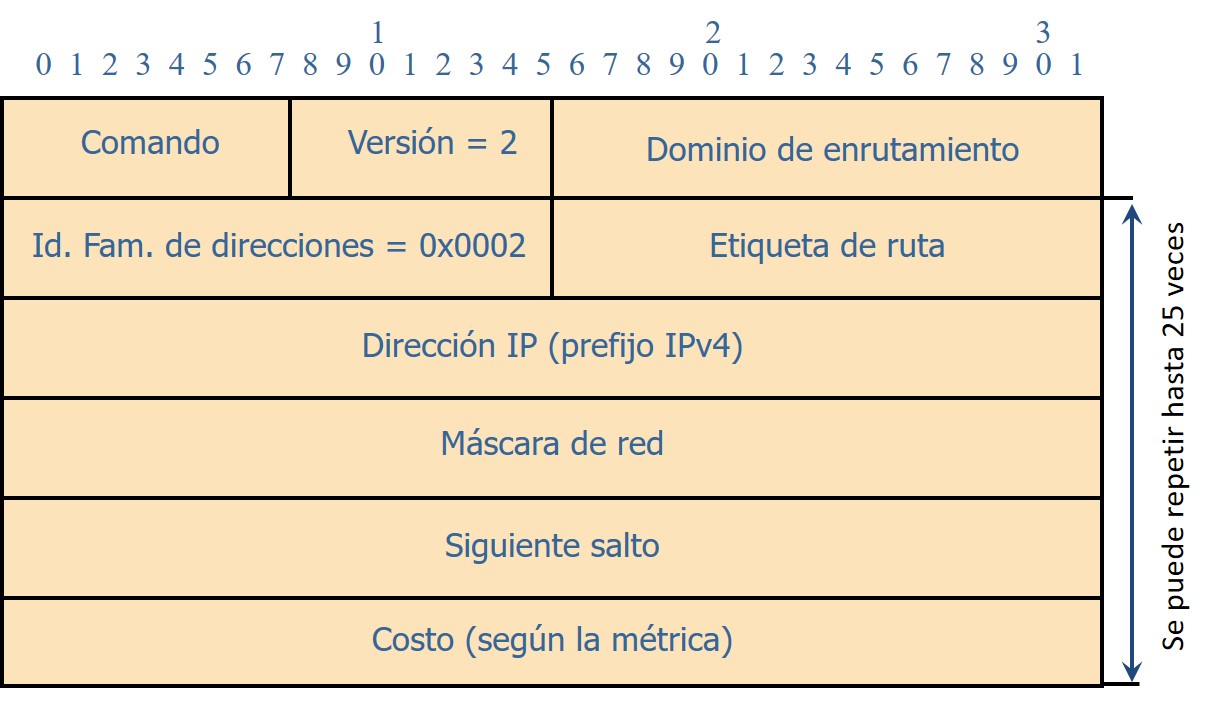 1 2 3
0 1 2 3 4 5 6 7 8 9 0 1 2 3 4 5 6 7 8 9 0 1 2 3 4 5 6 7 8 9 0 1
Comando
Versión = 2
Dominio de enrutamiento
Id. Fam. de direcciones = 0x0002
Etiqueta de ruta
Dirección IP (prefijo IPv4)
Máscara de red
Siguiente salto
Costo (según la métrica)
Se puede repetir hasta 25 veces